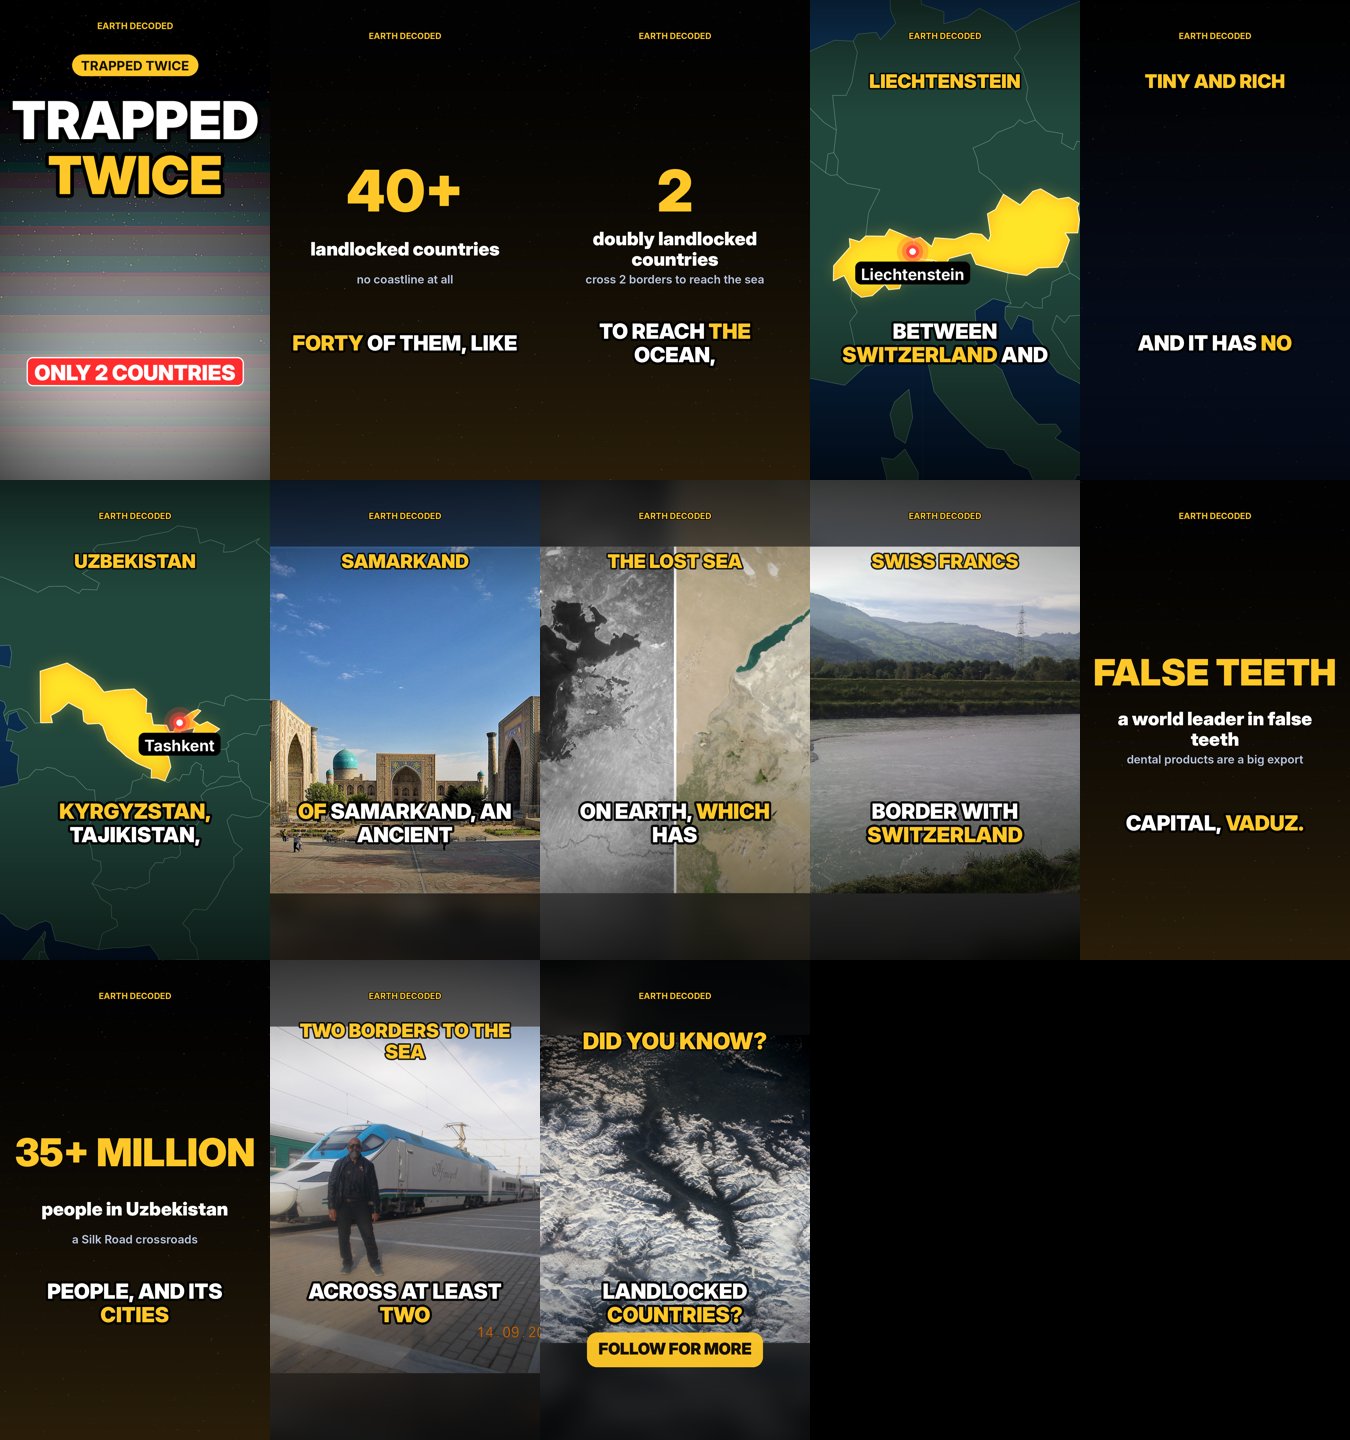 EARTH DECODED
TRAPPED TWICE
TRAPPED
TWICE
ONLY 2 COUNTRIES
EARTH DECODED
40+
landlocked countries
no coastline at all
FORTY OF THEM, LIKE
EARTH DECODED
2
doubly landlocked
countries
cross 2 borders to reach the sea
TO REACH THE
OCEAN,
EARTH DECODED
LIECHTENSTEIN
Liechtenstein
BETWEEN
SWITZERLAND AND
EARTH DECODED
TINY AND RICH
AND IT HAS NO
EARTH DECODED
UZBEKISTAN
Tashkent
KYRGYZSTAN,
TAJIKISTAN,
EARTH DECODED
SAMARKAND
OF SAMARKAND, AN
ANCIENT
EARTH DECODED
THE LOST SEA
ON EARTH, WHICH
HAS
EARTH DECODED
SWISS FRANCS
BORDER WITH
SWITZERLAND
EARTH DECODED
FALSE TEETH
a world leader in false
teeth
dental products are a big export
CAPITAL, VADUZ.
EARTH DECODED
35+ MILLION
people in Uzbekistan
a Silk Road crossroads
PEOPLE, AND ITS
CITIES
EARTH DECODED
TWO BORDERS TO THE
SEA
ACROSS AT LEAST
TWO
14 09 20
EARTH DECODED
DID YOU KNOW?
LANDLOCKED
COUNTRIES?
FOLLOW FOR MORE